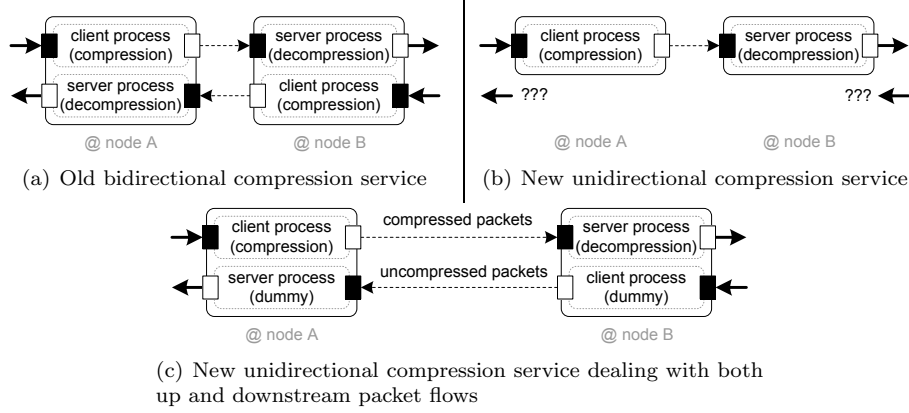 client process
(compression)
server process
(decompression)
server process
(decompression)
client process
(compression)
@ node A
@ node B
(a) Old bidirectional compression service
client process
(compression)
server process
(decompression)
???
???
@ node A
@ node B
(b) New unidirectional compression service
client process
(compression)
compressed packets
server process
(decompression)
server process
(dummy)
uncompressed packets
client process
(dummy)
@ node A
@ node B
(c) New unidirectional compression service dealing with both
up and downstream packet flows